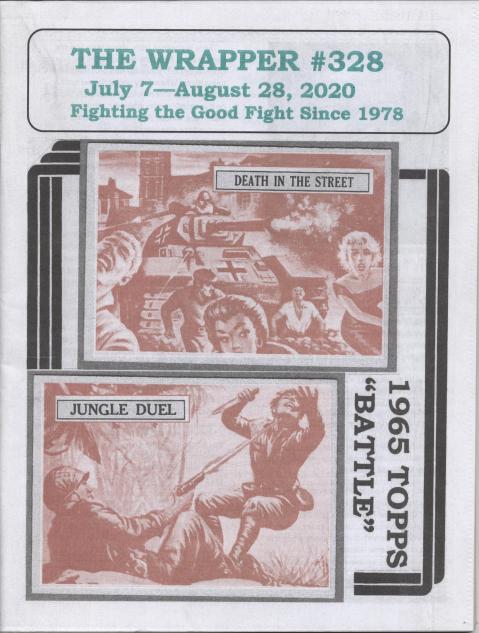 THE WRAPPER #328
July 7—August 28, 2020
Fighting the Good Fight Since 1978
DEATH IN THE STREET
JUNGLE DUEL
1965 TOPPS
“BATTLE”